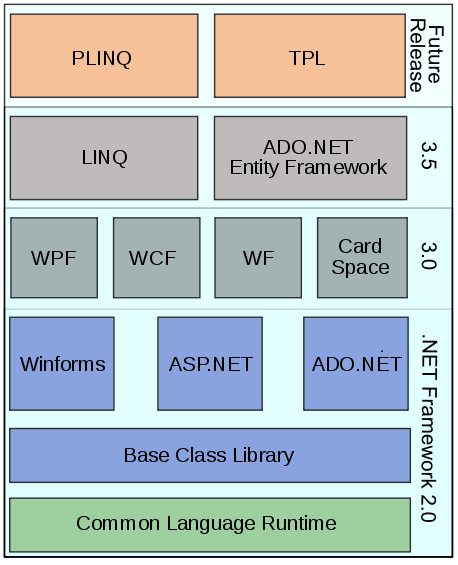 PLINQ
TPL
Future
Release
LINQ
ADO.NET
Entity Framework
3.5
WPF
WCF
WF
Card
Space
3.0
Winforms
ASP.NET
ADO.NET
.NET Framework 2.0
Base Class Library
Common Language Runtime